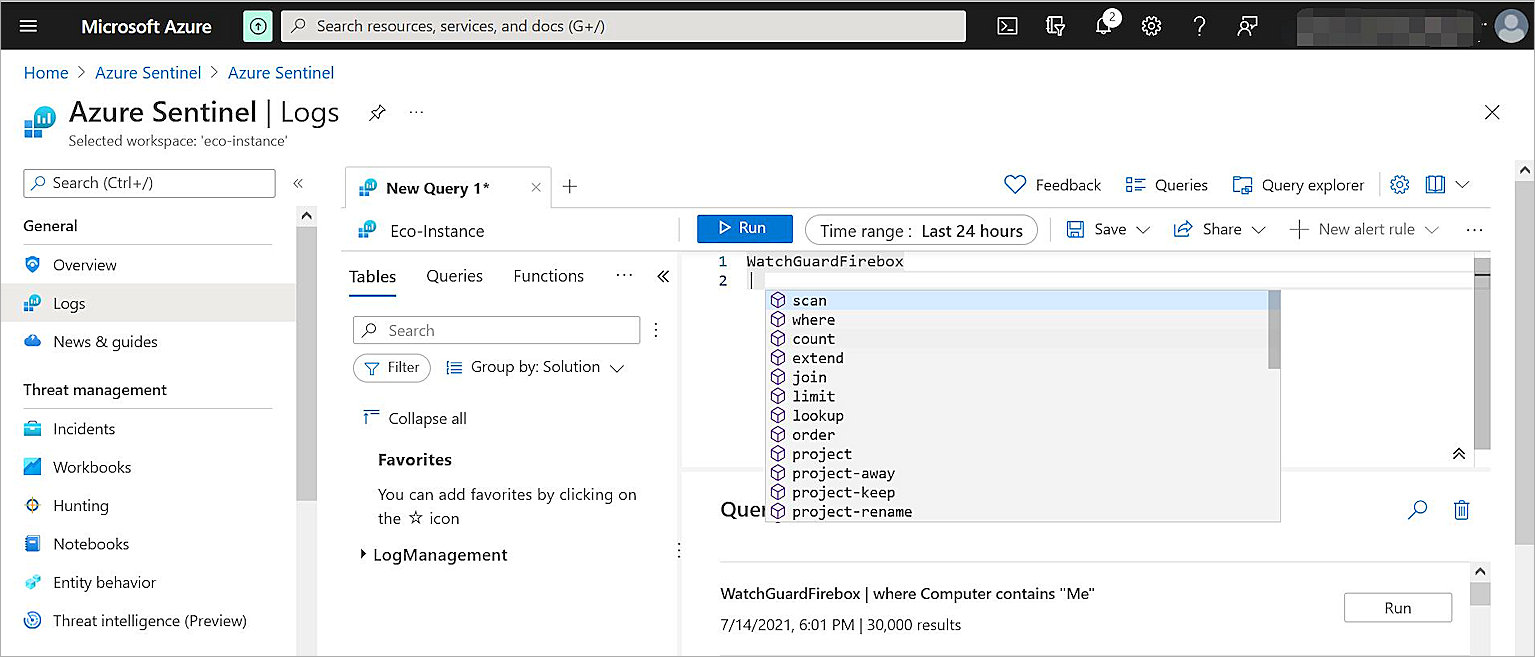 Microsoft Azure
Search resources, services, and docs (G+/)
2
Home > Azure Sentinel > Azure Sentinel
Azure Sentinel | Logs
...
Selected workspace: 'eco-instance'
Search (Ctrl+/)
«
General
Overview
Logs
News & guides
Threat management
Incidents
Workbooks
Hunting
Notebooks
Entity behavior
Threat intelligence (Preview)
New Query 1*
Feedback
Queries
Query explorer
Eco-Instance
Run
Time range : Last 24 hours
Save
Share
New alert rule
...
Tables
Queries
Functions
...
«
Search
Filter
Group by: Solution
Collapse all
Favorites
You can add favorites by clicking on
the ☆ icon
LogManagement
1 WatchGuardFirebox
2 |
scan
where
count
extend
join
limit
lookup
order
project
project-away
project-keep
project-rename
Quer
WatchGuardFirebox | where Computer contains "Me"
7/14/2021, 6:01 PM | 30,000 results
Run